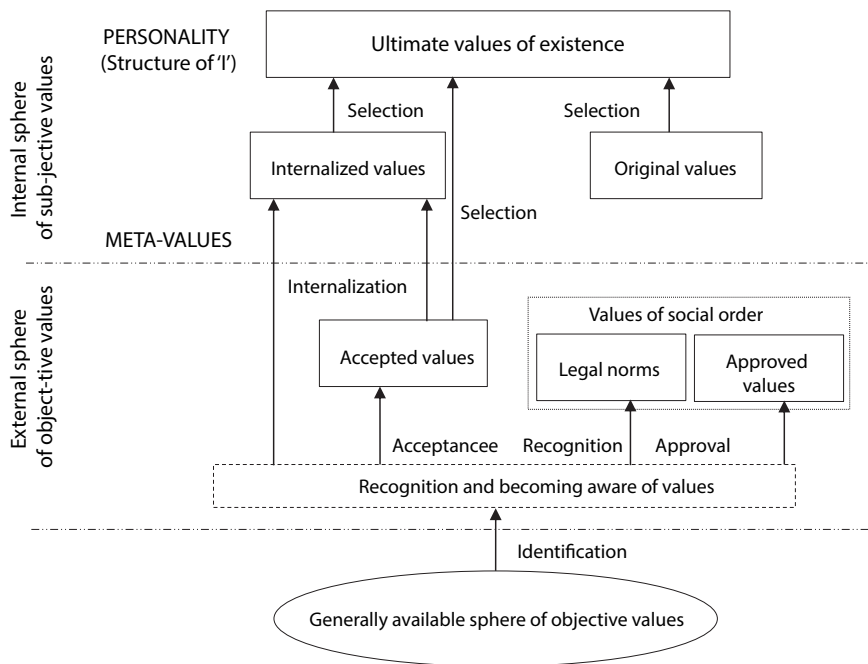 PERSONALITY
(Structure of 'I')
Ultimate values of existence
Internal sphere
of sub-jective values
Selection
Selection
Internalized values
Original values
Selection
META-VALUES
Internalization
External sphere
of object-tive values
Values of social order
Accepted values
Legal norms
Approved
values
Acceptancee
Recognition
Approval
Recognition and becoming aware of values
Identification
Generally available sphere of objective values